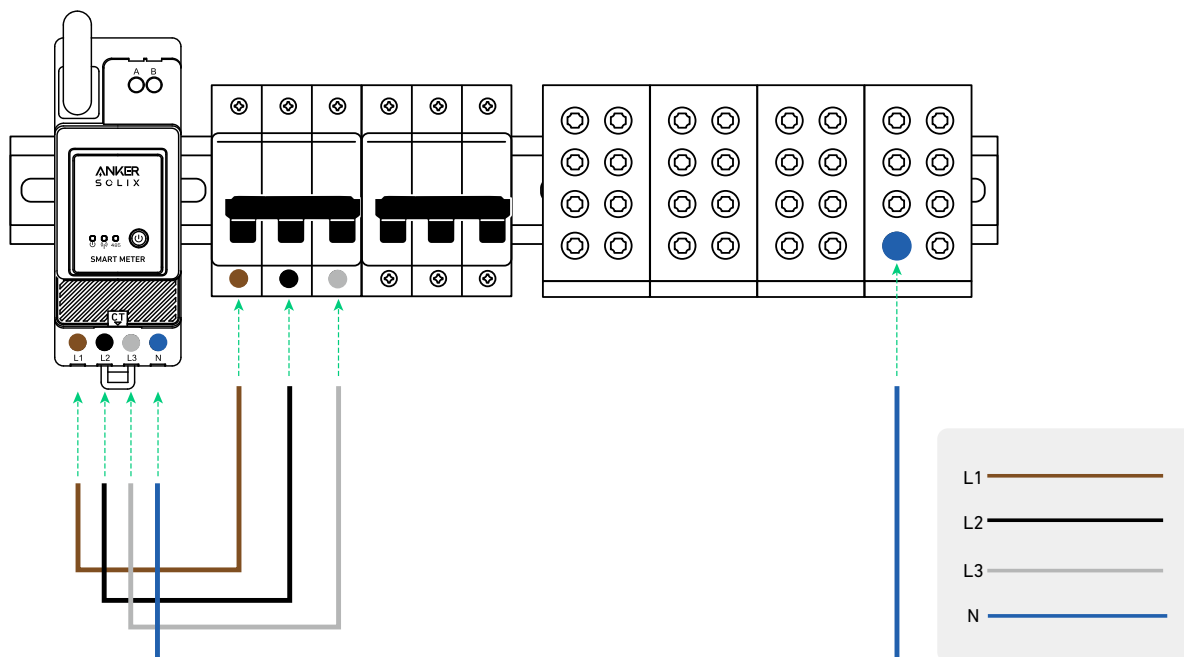 A B
ANKER
SOLIX
485
SMART METER
CT
L1 L2 L3 N
L1
L2
L3
N